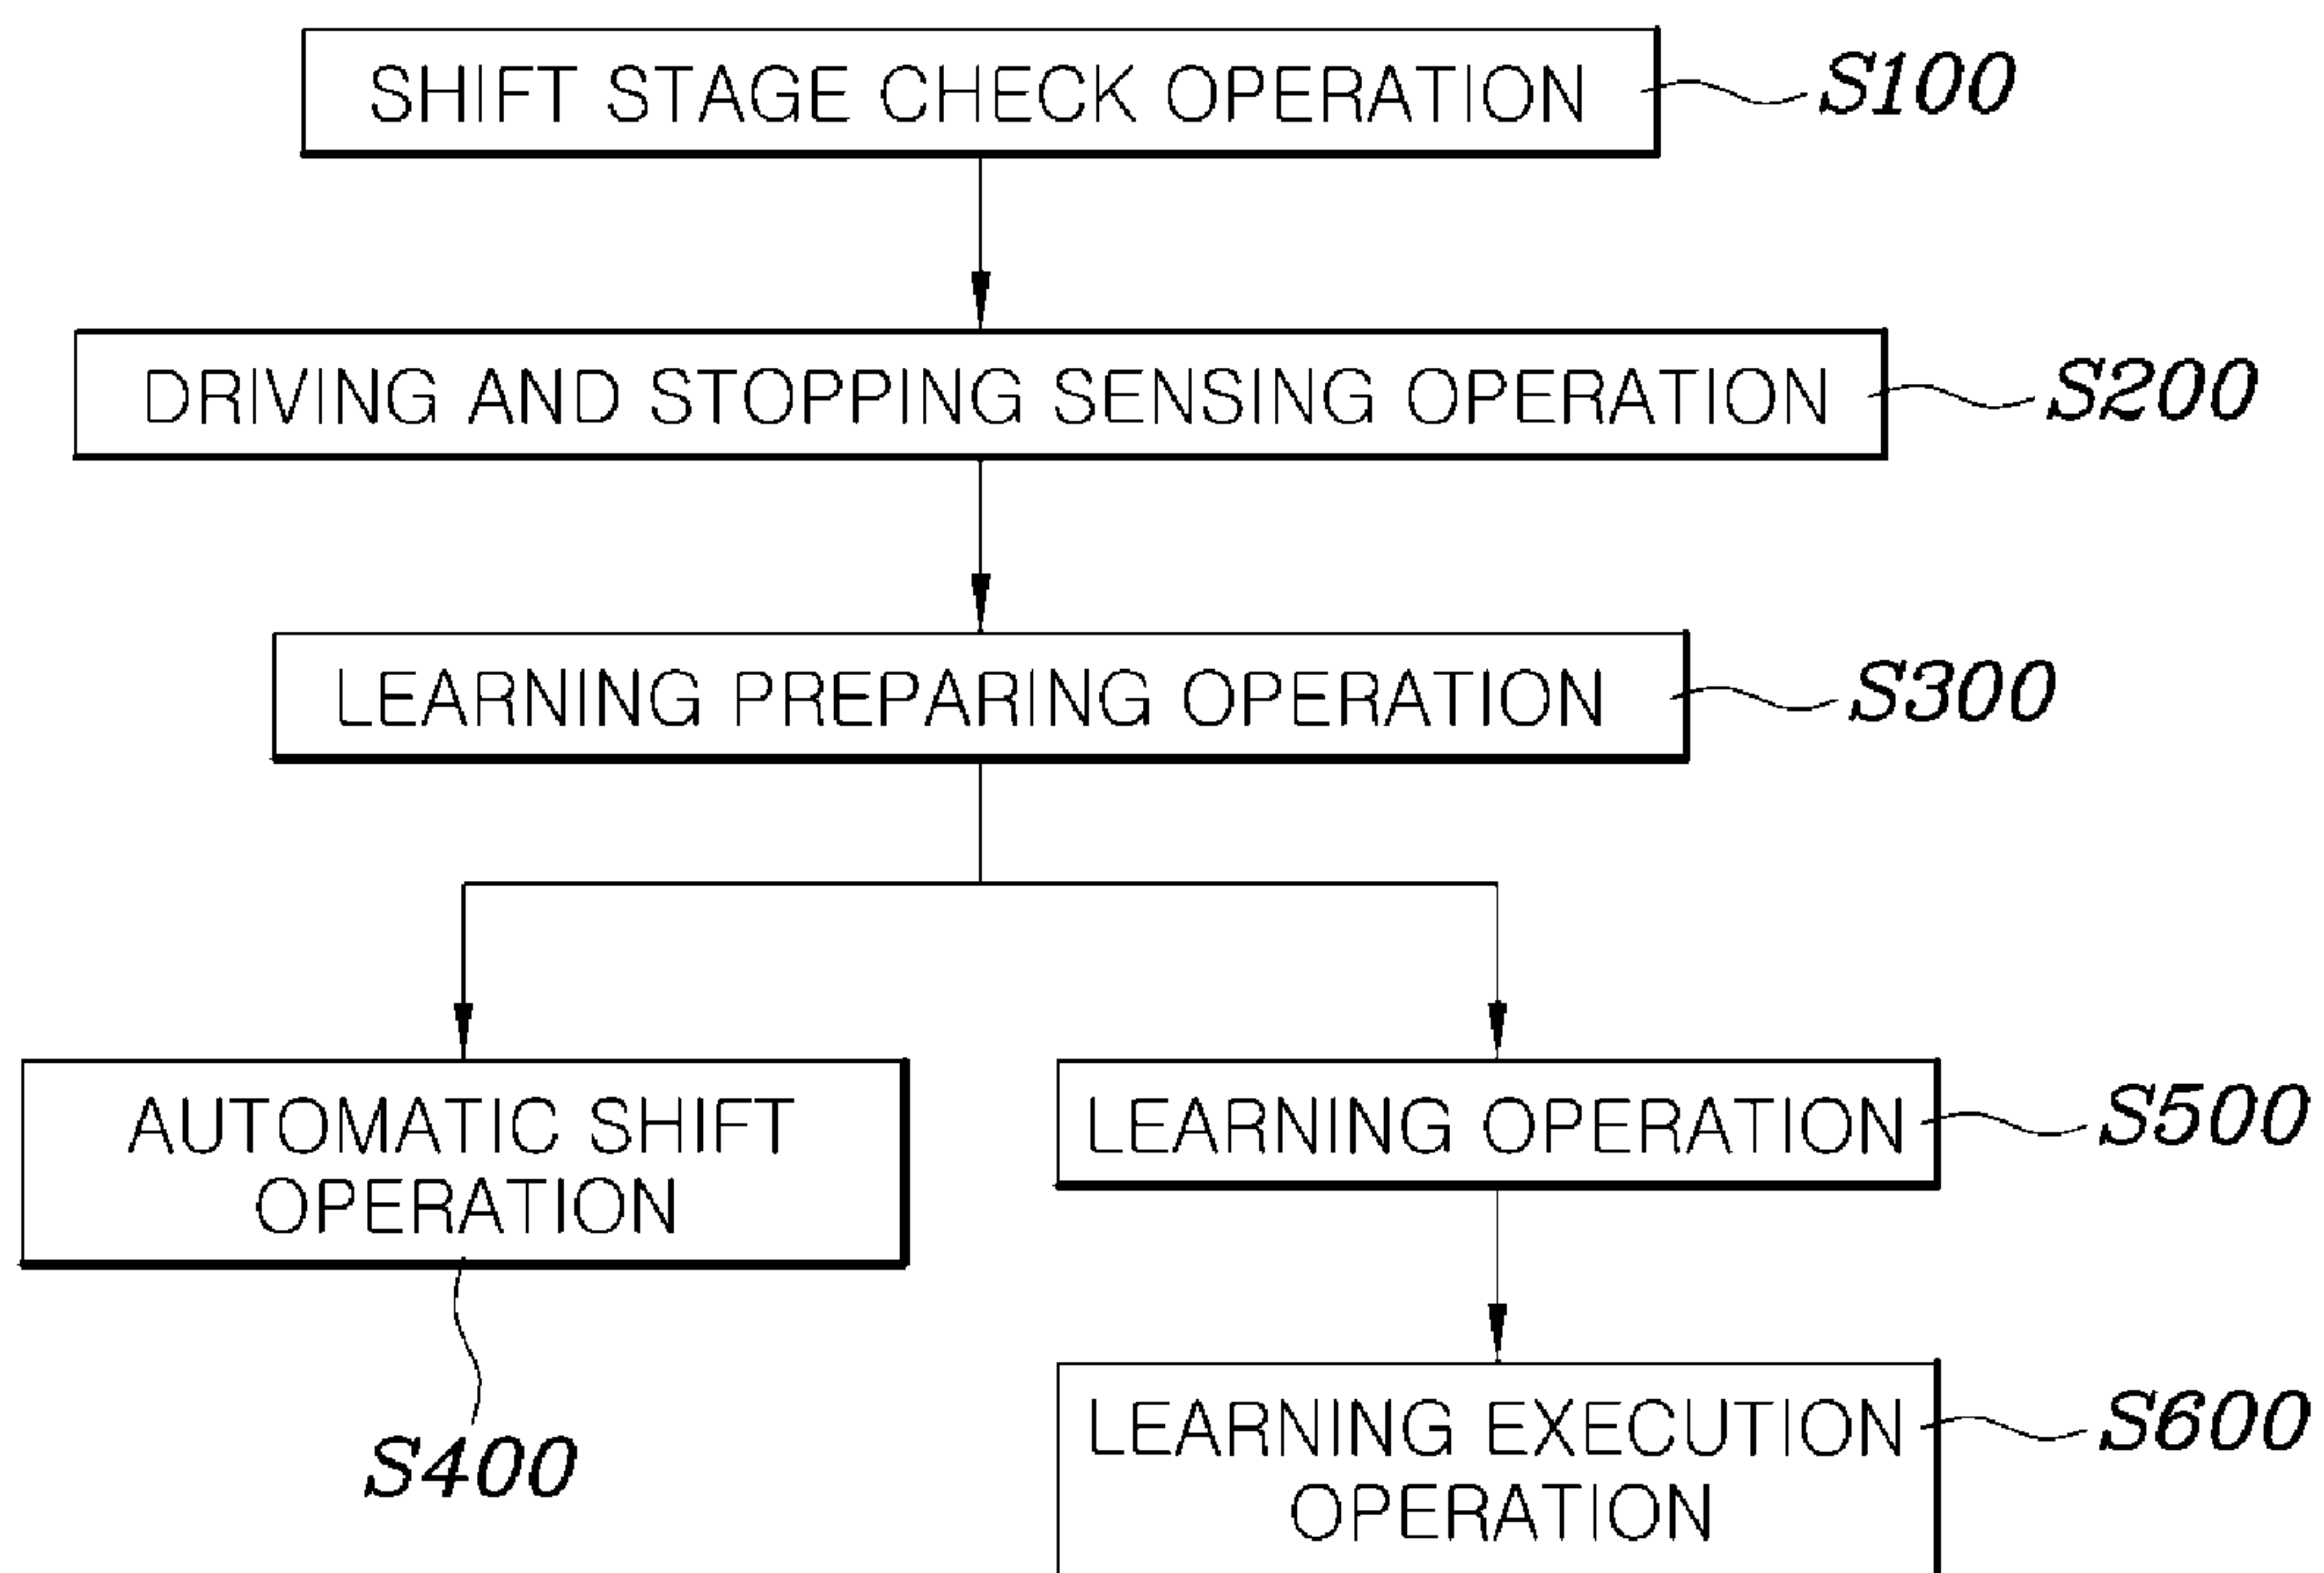 SHIFT STAGE CHECK OPERATION
S100
DRIVING AND STOPPING SENSING OPERATION
S200
LEARNING PREPARING OPERATION
S300
AUTOMATIC SHIFT
OPERATION
S400
LEARNING OPERATION
S500
LEARNING EXECUTION
OPERATION
S600